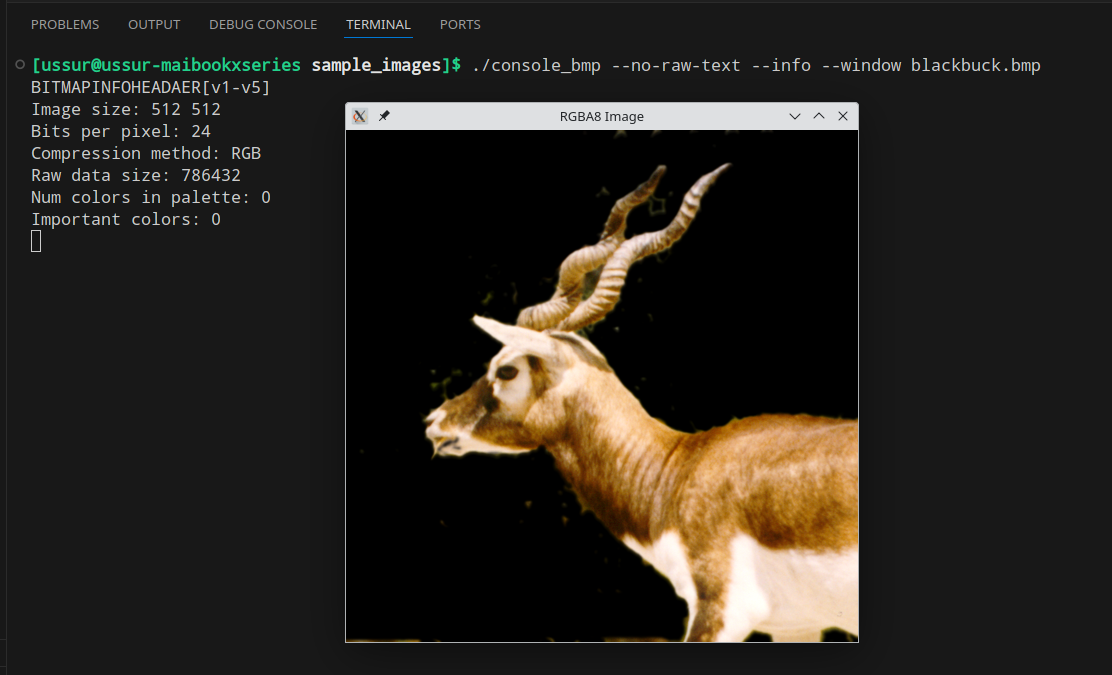 PROBLEMS OUTPUT DEBUG CONSOLE TERMINAL PORTS
[ussur@ussur-maibookxseries sample_images]$ ./console_bmp --no-raw-text --info --window blackbuck.bmp
BITMAPINFOHEADAER[v1-v5]
Image size: 512 512
Bits per pixel: 24
Compression method: RGB
Raw data size: 786432
Num colors in palette: 0
Important colors: 0
RGBA8 Image